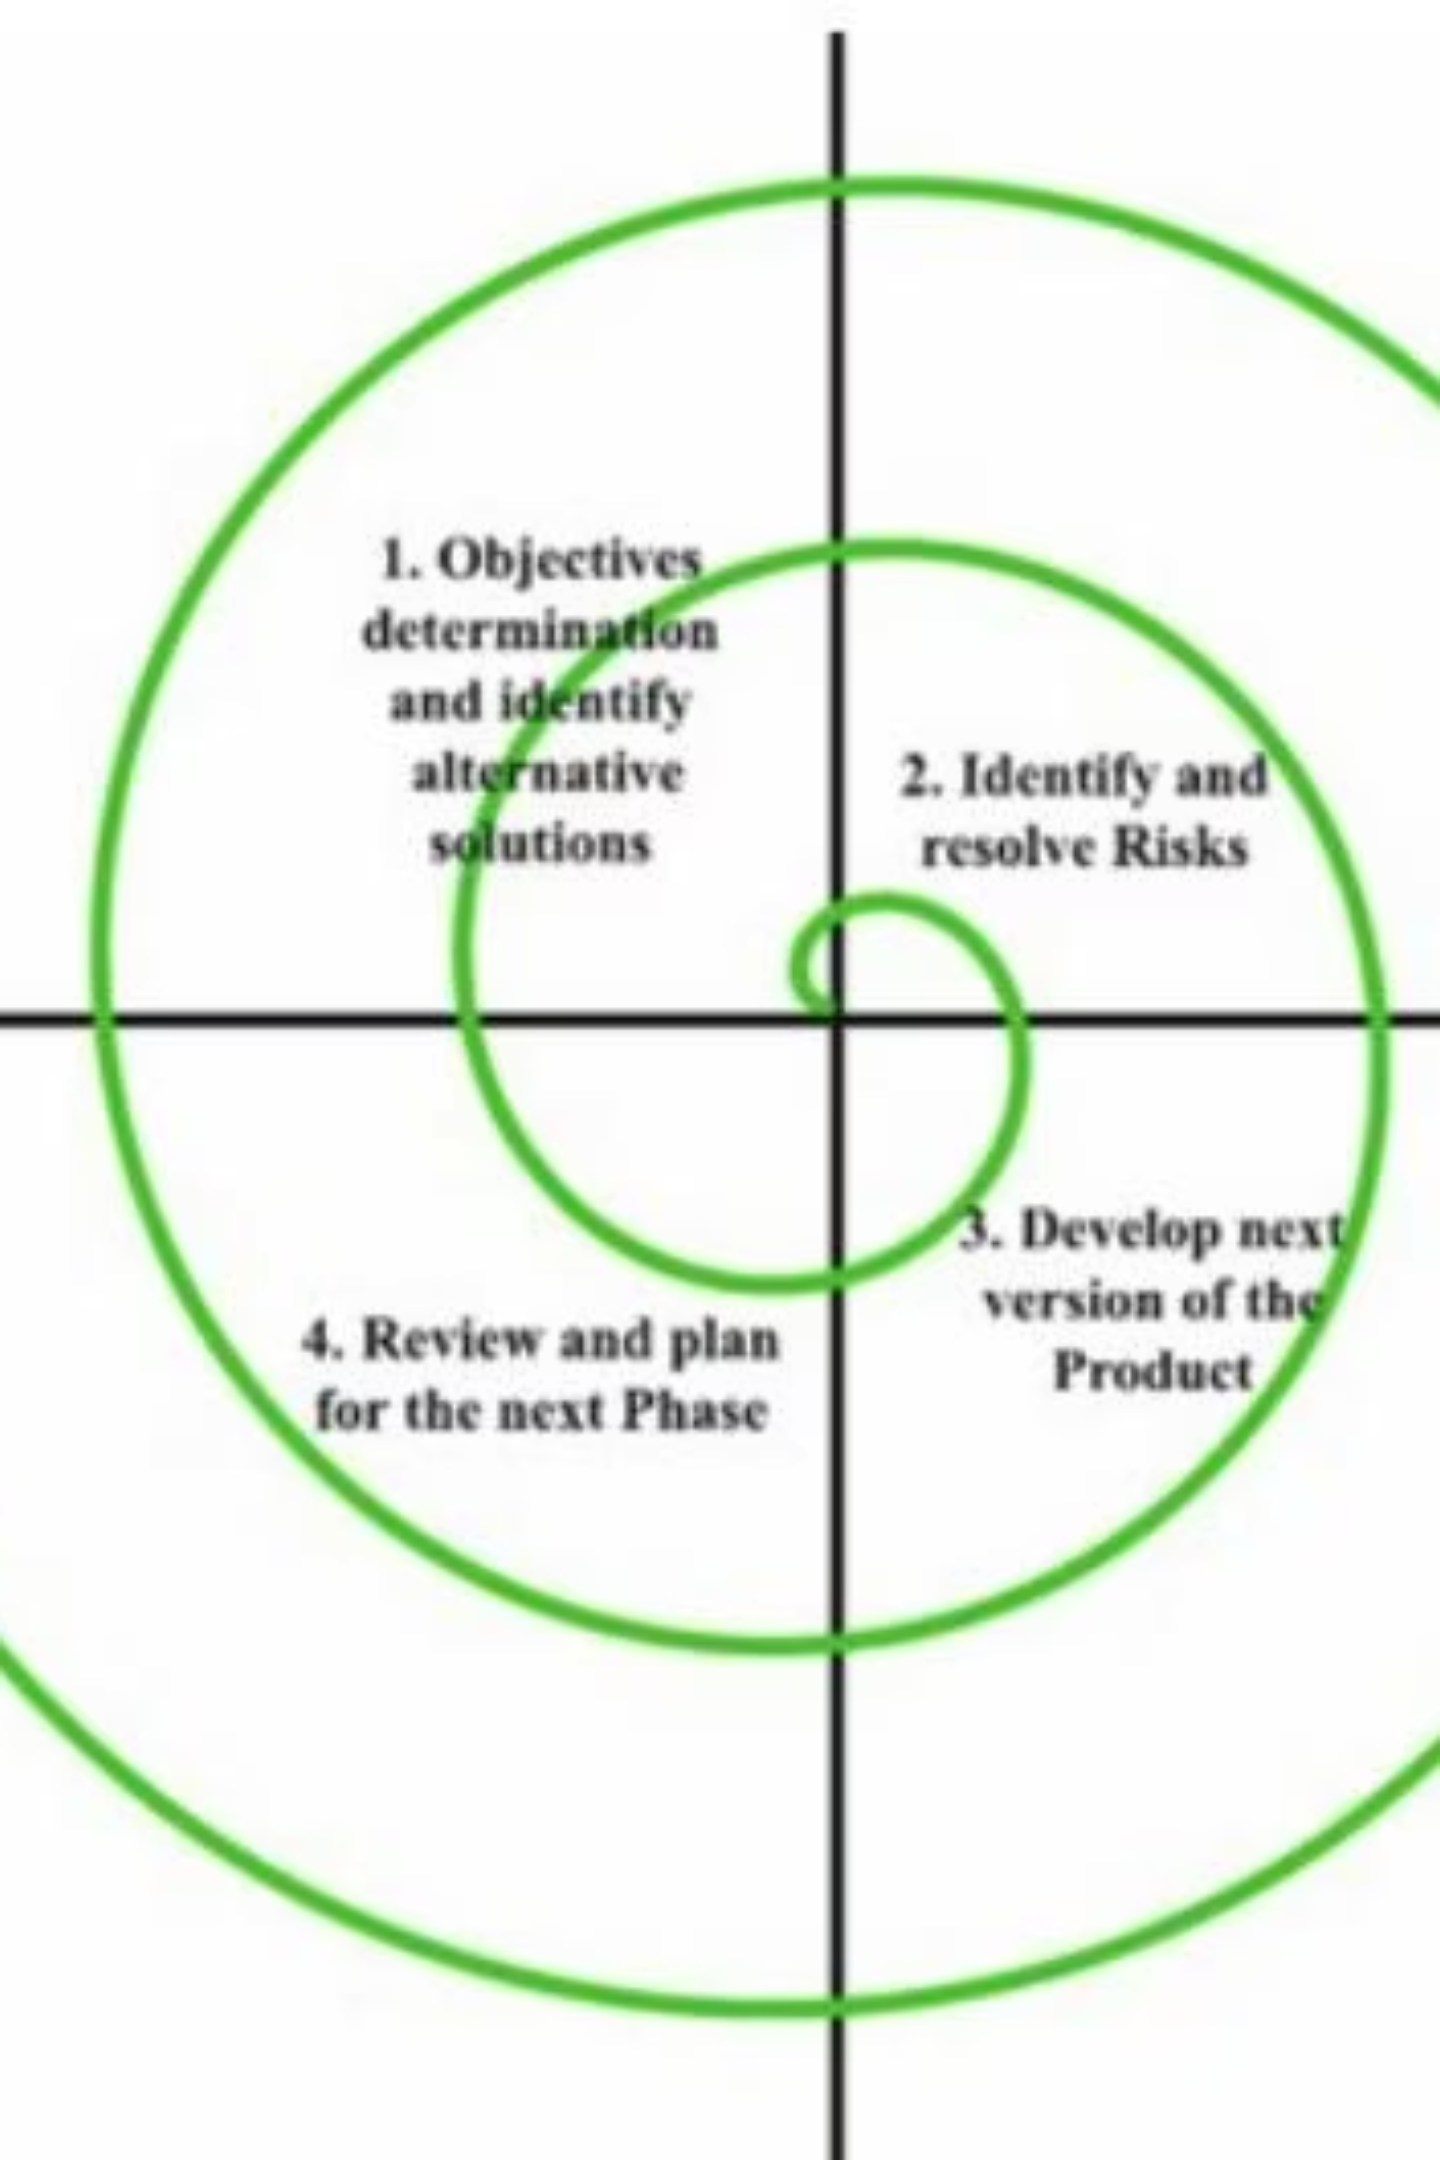 1. Objectives
determination
and identify
alternative
solutions
2. Identify and
resolve Risks
3. Develop next
version of the
Product
4. Review and plan
for the next Phase